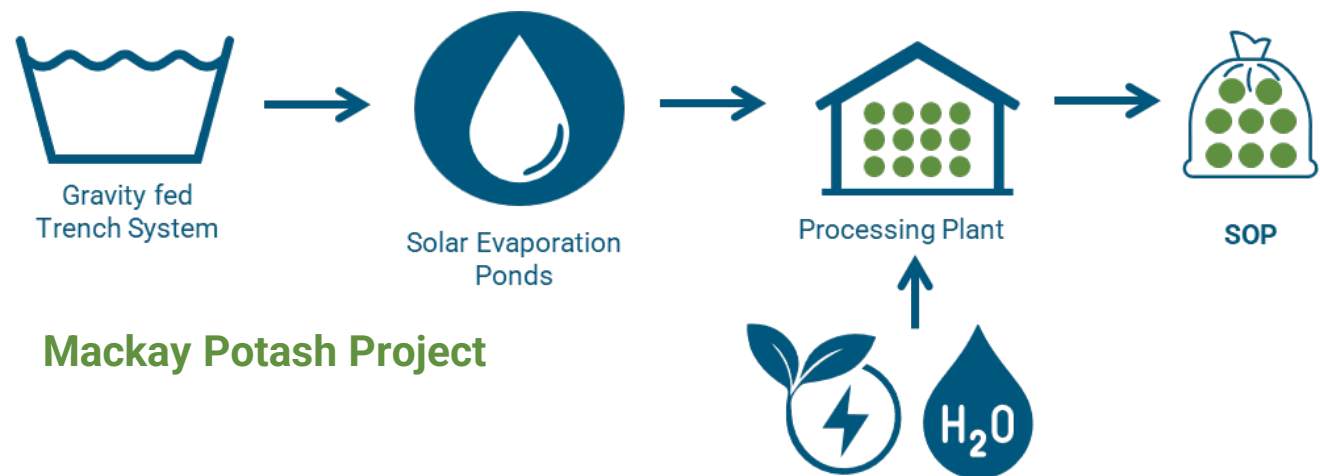 Gravity fed
Trench System
Solar Evaporation
Ponds
Processing Plant
SOP
Mackay Potash Project
H₂O